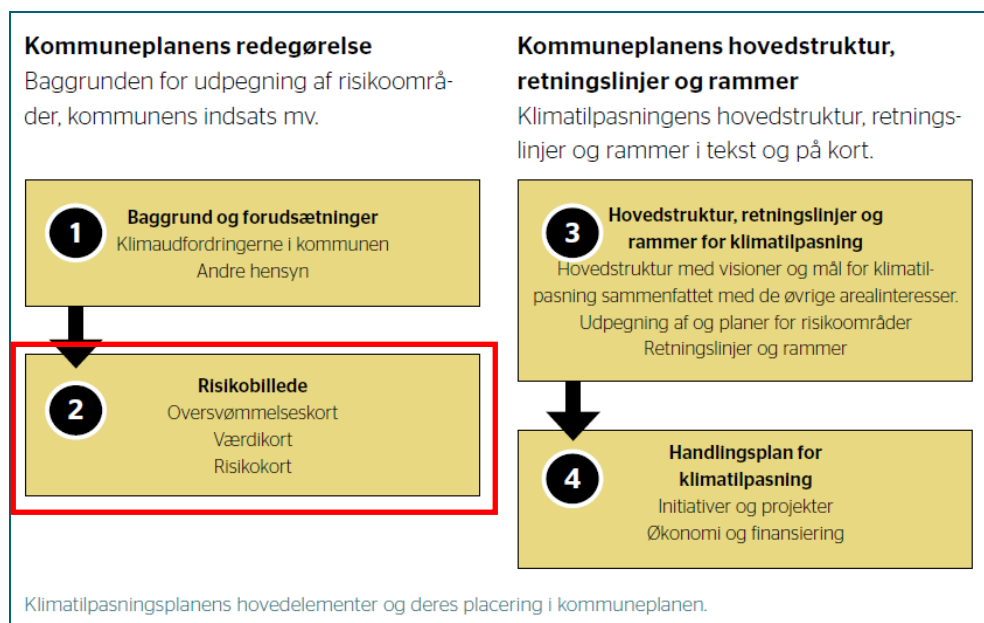 Kommuneplanens redegørelse
Baggrunden for udpegning af risikoområ-
der, kommunens indsats mv.
1
Baggrund og forudsætninger
Klimaudfordringerne i kommunen
Andre hensyn
2
Risikobillede
Oversvømmelseskort
Værdikort
Risikokort
Kommuneplanens hovedstruktur,
retningslinjer og rammer
Klimatilpasningens hovedstruktur, retnings-
linjer og rammer i tekst og på kort.
3
Hovedstruktur, retningslinjer og
rammer for klimatilpasning
Hovedstruktur med visioner og mål for klimatil-
pasning sammenfattet med de øvrige arealinteresser.
Udpegning af og planer for risikoområder
Retningslinjer og rammer
4
Handlingsplan for
klimatilpasning
Initiativer og projekter
Økonomi og finansiering
Klimatilpasningsplanens hovedelementer og deres placering i kommuneplanen.